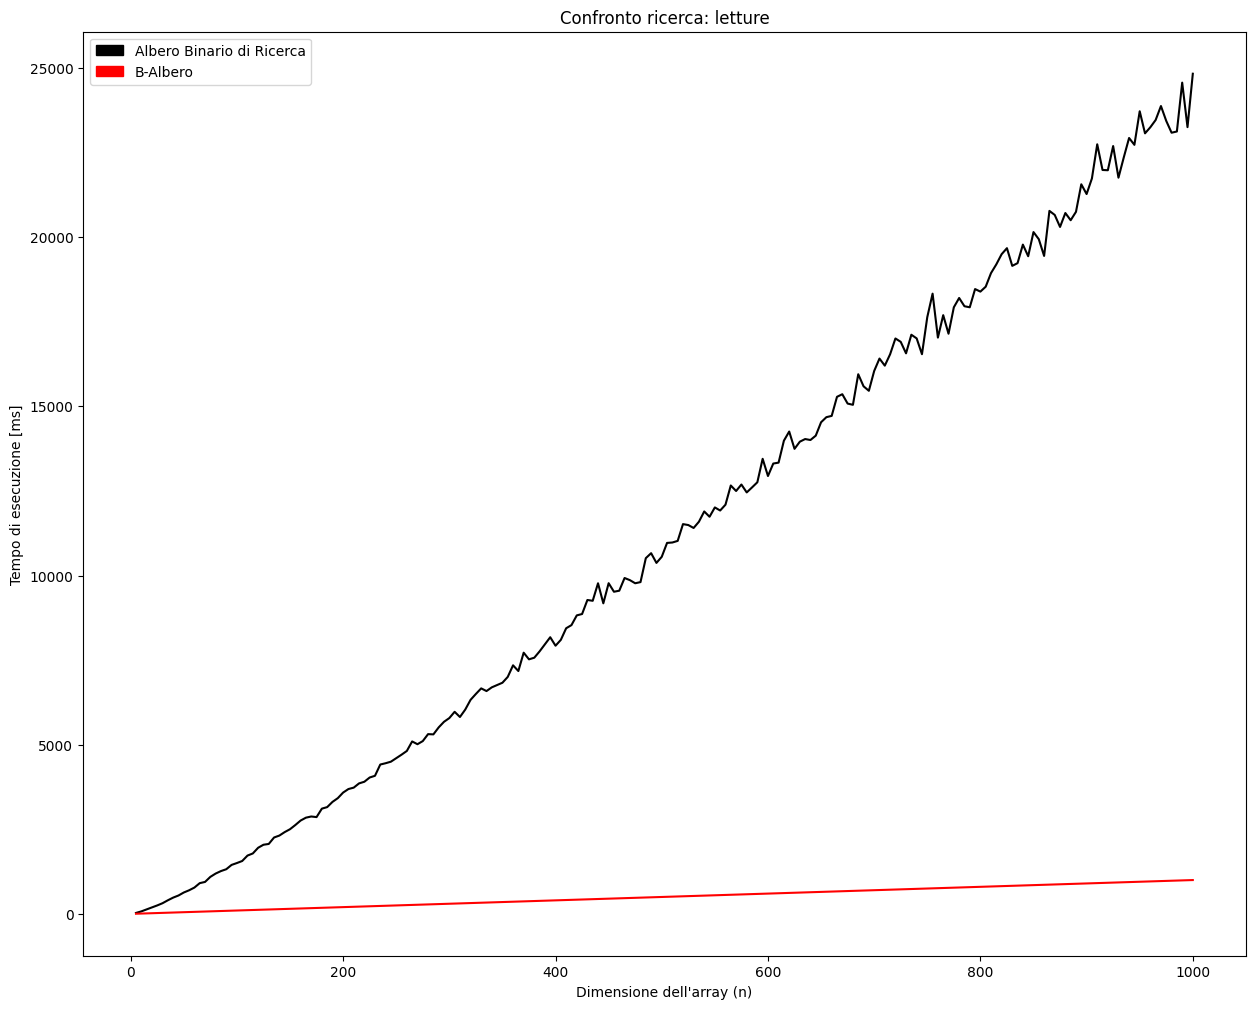 Confronto ricerca: letture
Albero Binario di Ricerca
B-Albero
25000
20000
15000
10000
5000
0
Tempo di esecuzione [ms]
0 200 400 600 800 1000
Dimensione dell'array (n)